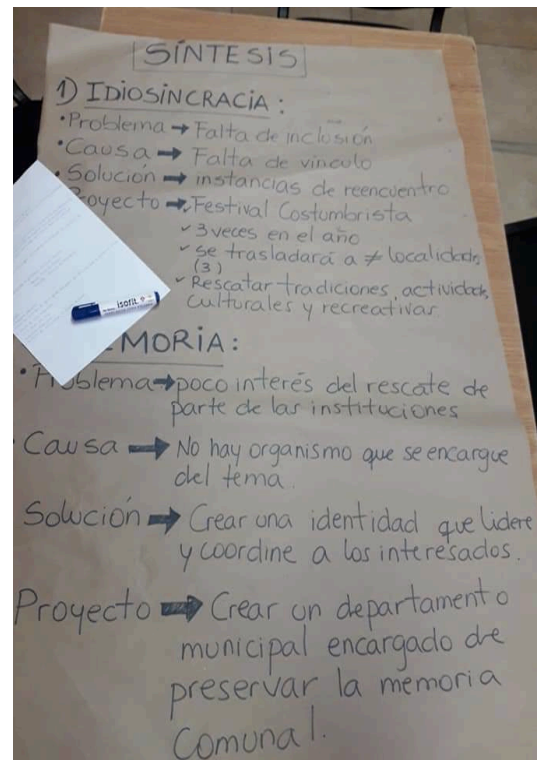 SÍNTESIS
1) IDIOSINCRACIA:
• Problema → Falta de inclusión
• Causa → Falta de vinculo
• Solución → instancias de reencuentro
royecto → Festival Costumbrista
✓ 3 veces en el año
✓ se trasladará a ≠ localidades
(3)
✓ Rescatar tradiciones, actividades
culturales y recreativas
isofit
MORIA:
• Problema → poco interés del rescate de
parte de las instituciones
• Causa → No hay organismo que se encargue
del tema.
Solución → Crear una identidad que lidere
y coordine a los interesados.
Proyecto → Crear un departamento
municipal encargado de
preservar la memoria
Comunal.